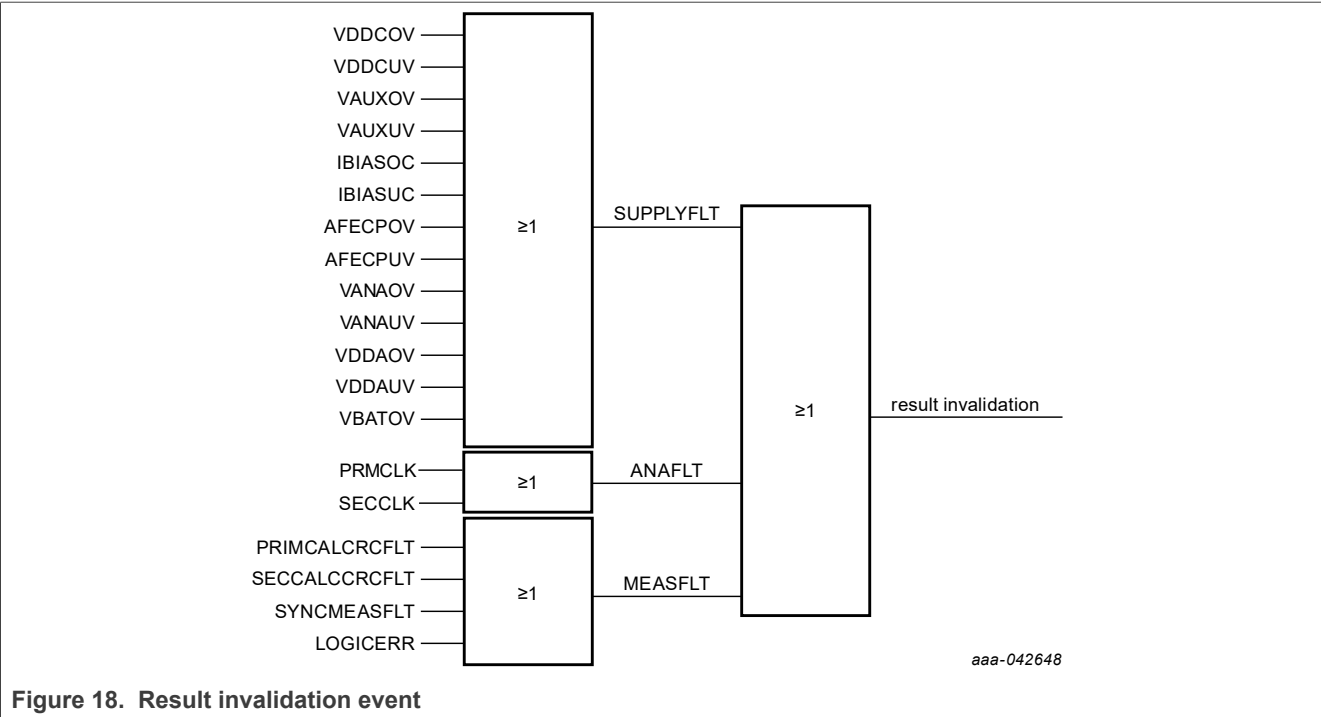 VDDCOV
VDDCUV
VAUXOV
VAUXUV
IBIASOC
IBIASUC
AFECPOV
AFECPUV
VANAOV
VANAUV
VDDAOV
VDDAUV
VBATOV
≥1
SUPPLYFLT
PRMCLK
SECCLK
≥1
ANAFLT
PRIMCALCRCFLT
SECCALCCRCFLT
SYNCMEASFLT
LOGICERR
≥1
MEASFLT
≥1
result invalidation
aaa-042648
Figure 18. Result invalidation event